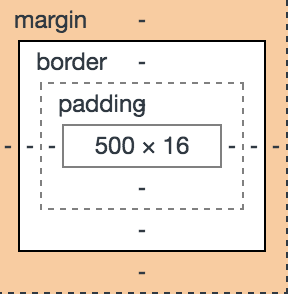 margin -
border -
padding -
- - - 500 × 16 - - -
-
-
-